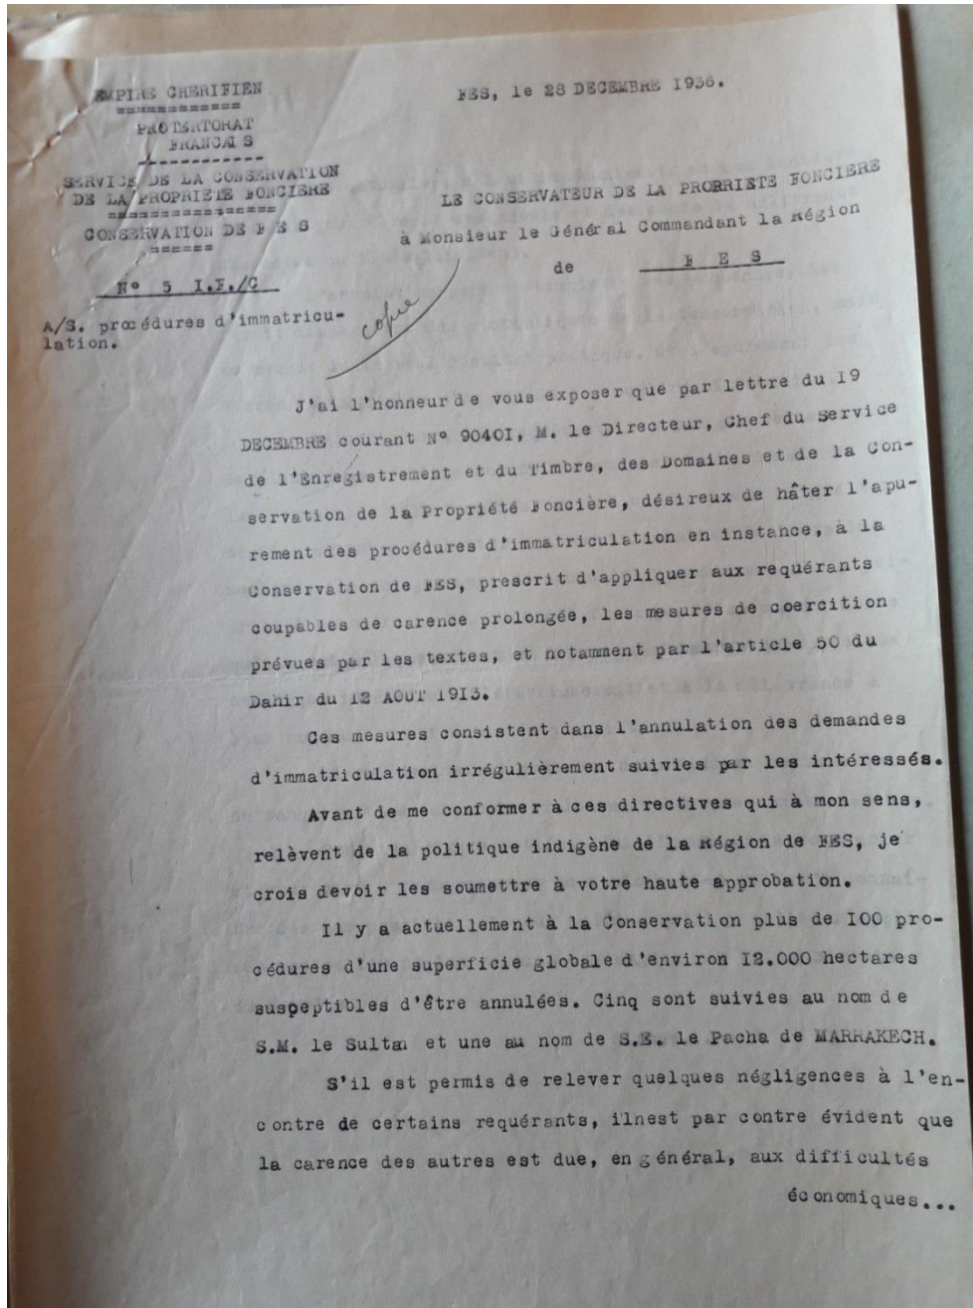 EMPIRE CHERIFIEN
============
PROTERTORAT
FRANCAI S
-+-----------
SERVICE DE LA CONSERVATION
DE LA PROPRIETE FONCIERE
================
CONSERVATION DE F E S
======
N° 5 I.F./C
A/S. procédures d'immatricu-
lation.
FES, le 28 DECEMBRE 1936.
LE CONSERVATEUR DE LA PROPRIETE FONCIERE
à Monsieur le Général Commandant la Région
de F E S
copie
J'ai l'honneur de vous exposer que par lettre du I9
DECEMBRE courant N° 9040I, M. le Directeur, Chef du Service
de l'Enregistrement et du Timbre, des Domaines et de la Con-
servation de la Propriété Foncière, désireux de hâter l'apu-
rement des procédures d'immatriculation en instance, à la
Conservation de FES, prescrit d'appliquer aux requérants
coupables de carence prolongée, les mesures de coercition
prévues par les textes, et notamment par l'article 50 du
Dahir du I2 AOUT I9I3.
Ces mesures consistent dans l'annulation des demandes
d'immatriculation irrégulièrement suivies par les intéressés.
Avant de me conformer à ces directives qui à mon sens,
relèvent de la politique indigène de la Région de FES, je
crois devoir les soumettre à votre haute approbation.
Il y a actuellement à la Conservation plus de I00 pro-
cédures d'une superficie globale d'environ I2.000 hectares
susceptibles d'être annulées. Cinq sont suivies au nom de
S.M. le Sultan et une au nom de S.E. le Pacha de MARRAKECH.
S'il est permis de relever quelques négligences à l'en-
contre de certains requérants, ilnest par contre évident que
la carence des autres est due, en général, aux difficultés
économiques...